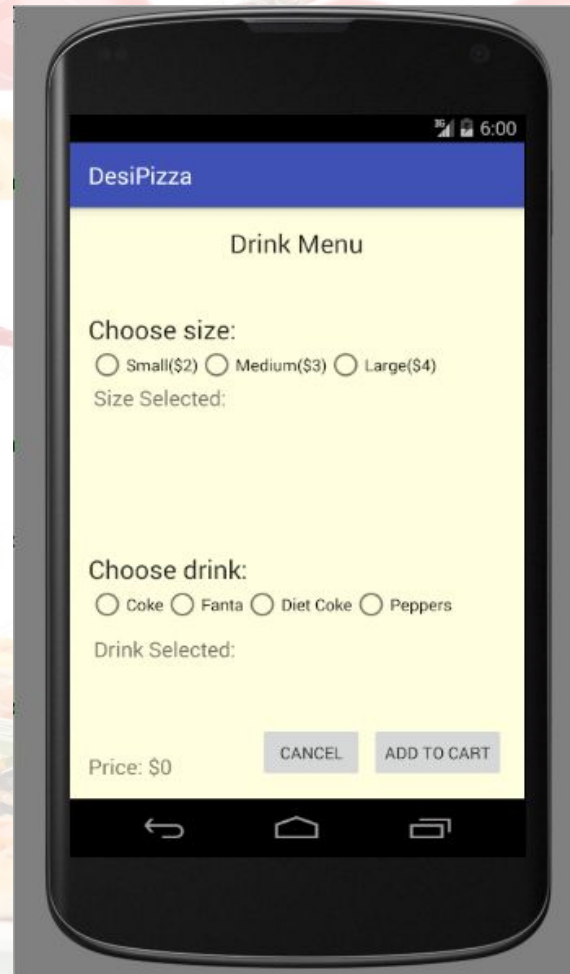 3G 6:00
DesiPizza
Drink Menu
Choose size:
Small($2) Medium($3) Large($4)
Size Selected:
Choose drink:
Coke Fanta Diet Coke Peppers
Drink Selected:
Price: $0 CANCEL ADD TO CART